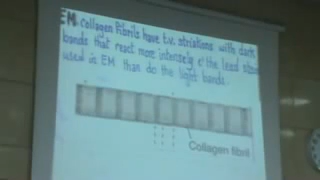 EM: collagen fibrils have t.v. striations with dark
bands that react more intensely c̄ the lead stain
used in EM than do the light bands.
Collagen fibril